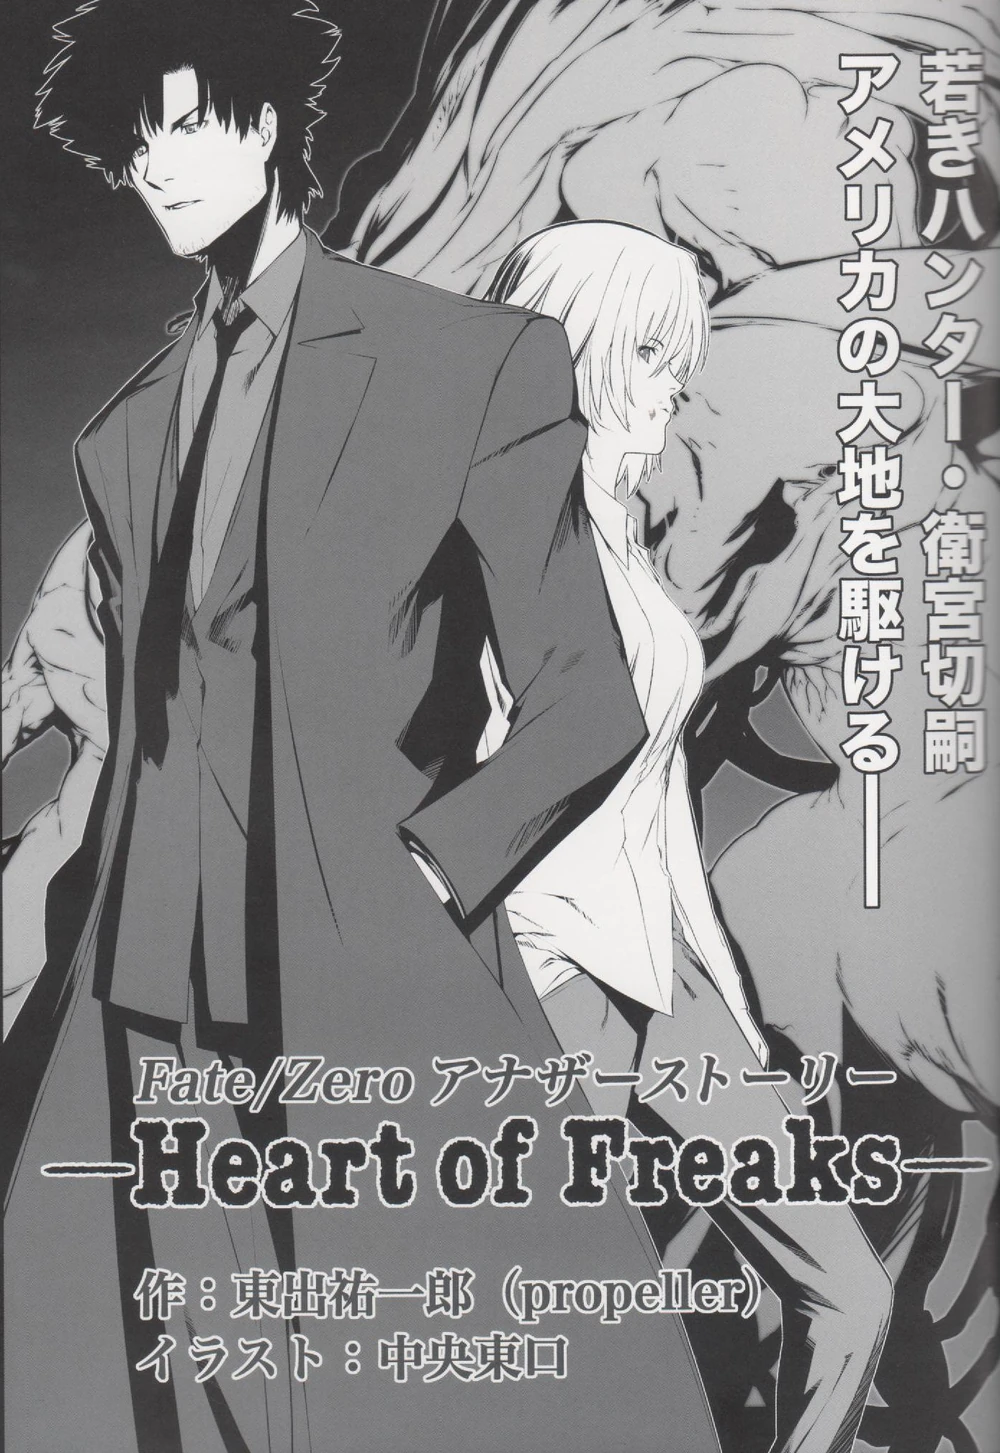 若きハンター・衛宮切嗣
アメリカの大地を駆ける――
Fate/Zero アナザーストーリー
―Heart of Freaks―
作：東出祐一郎（propeller）
イラスト：中央東口